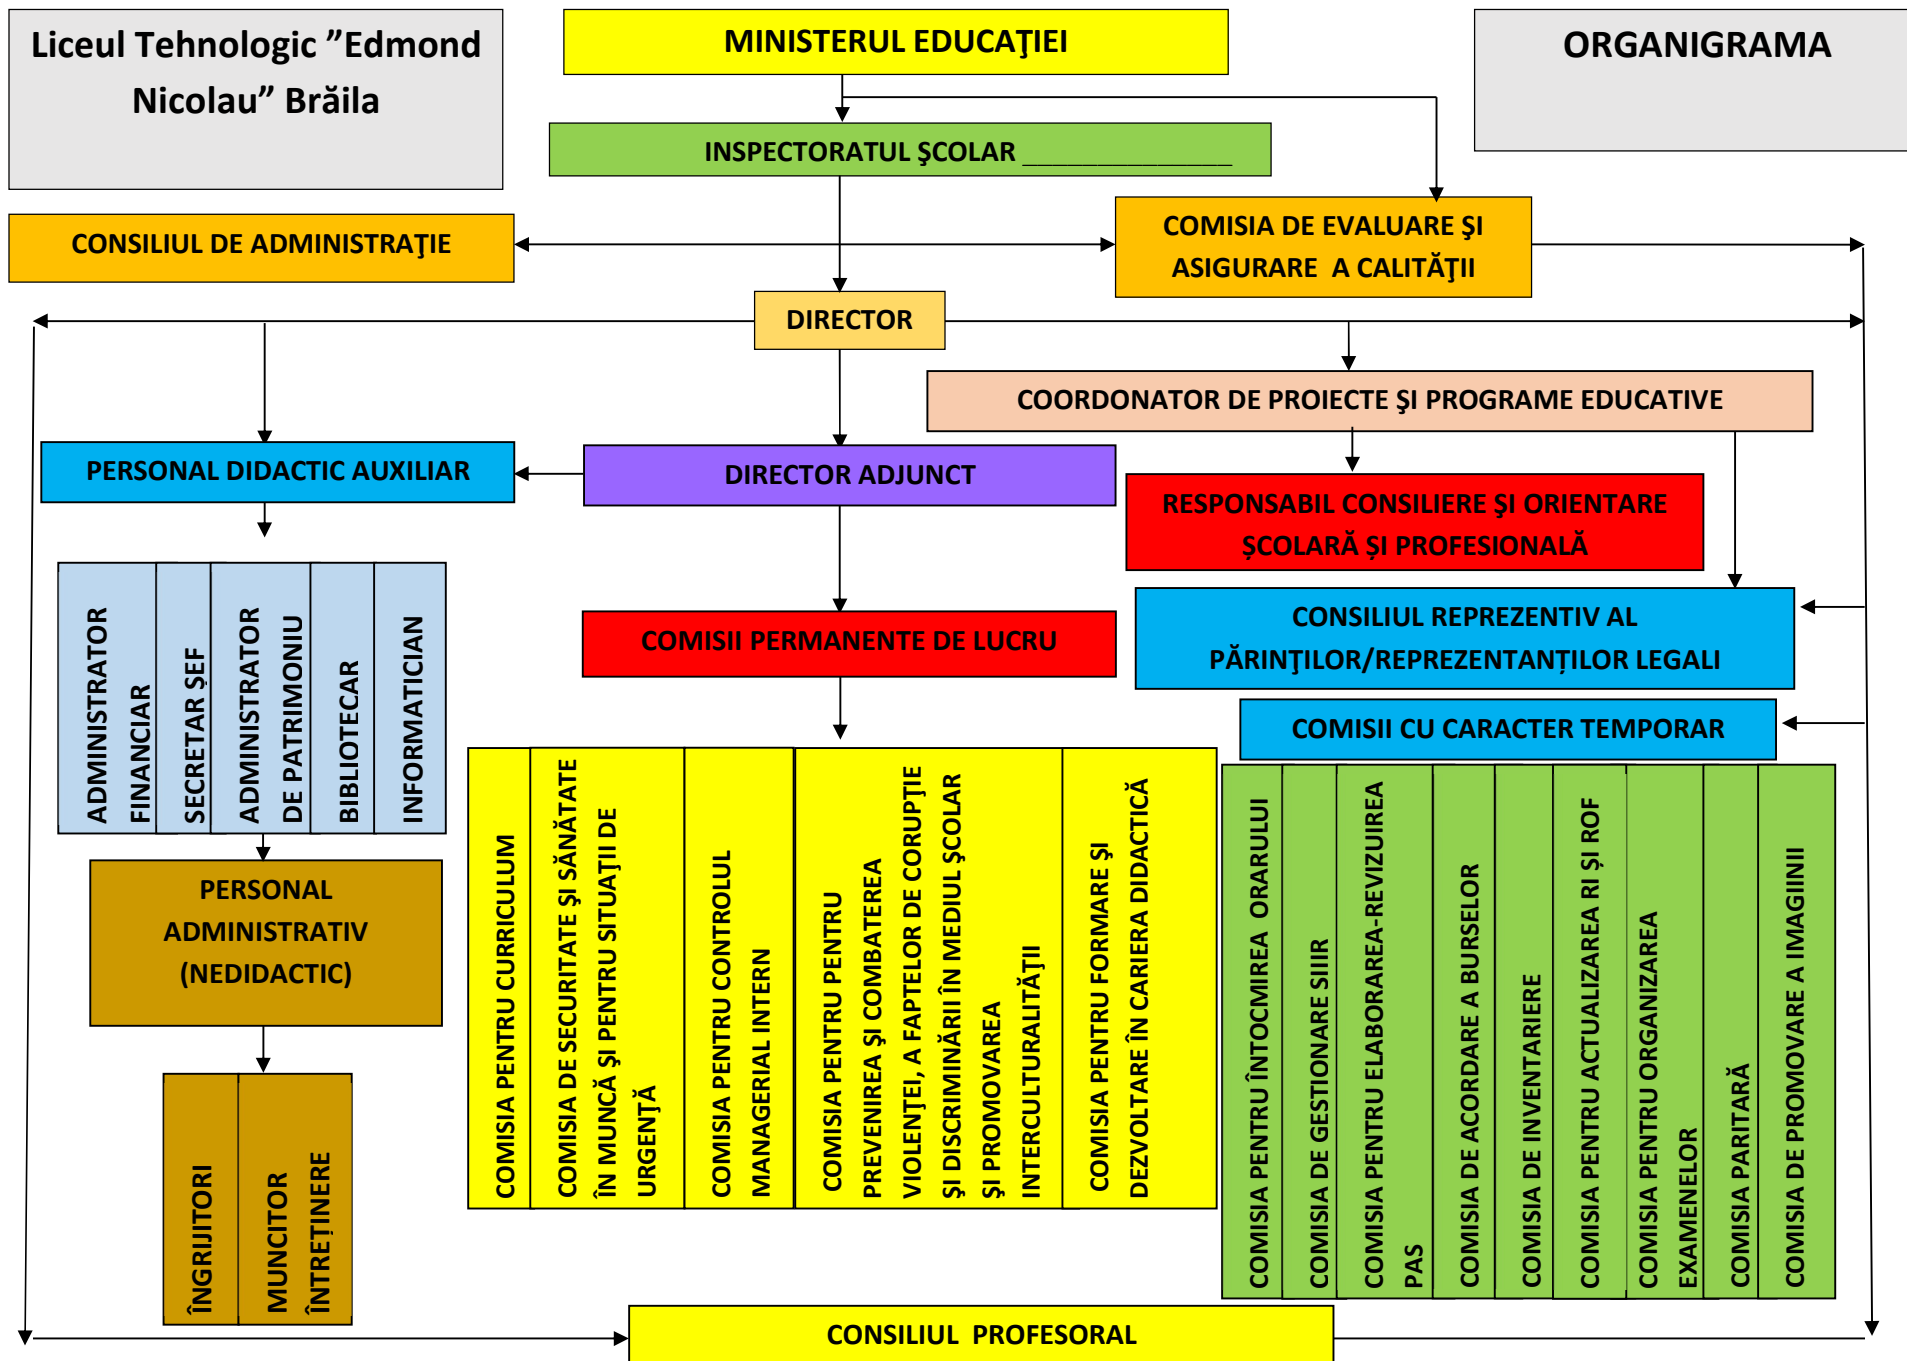 Liceul Tehnologic ”Edmond
Nicolau” Brăila
MINISTERUL EDUCAŢIEI
ORGANIGRAMA
INSPECTORATUL ŞCOLAR ______________
CONSILIUL DE ADMINISTRAŢIE
COMISIA DE EVALUARE ŞI
ASIGURARE A CALITĂŢII
DIRECTOR
COORDONATOR DE PROIECTE ŞI PROGRAME EDUCATIVE
PERSONAL DIDACTIC AUXILIAR
DIRECTOR ADJUNCT
RESPONSABIL CONSILIERE ŞI ORIENTARE
ȘCOLARĂ ȘI PROFESIONALĂ
ADMINISTRATOR
FINANCIAR
SECRETAR ŞEF
ADMINISTRATOR
DE PATRIMONIU
BIBLIOTECAR
INFORMATICIAN
COMISII PERMANENTE DE LUCRU
CONSILIUL REPREZENTIV AL
PĂRINŢILOR/REPREZENTANȚILOR LEGALI
COMISII CU CARACTER TEMPORAR
PERSONAL
ADMINISTRATIV
(NEDIDACTIC)
ÎNGRIJITORI
MUNCITOR
ÎNTREȚINERE
COMISIA PENTRU CURRICULUM
COMISIA DE SECURITATE ŞI SĂNĂTATE
ÎN MUNCĂ ŞI PENTRU SITUAŢII DE
URGENŢĂ
COMISIA PENTRU CONTROLUL
MANAGERIAL INTERN
COMISIA PENTRU PENTRU
PREVENIREA ŞI COMBATEREA
VIOLENŢEI, A FAPTELOR DE CORUPŢIE
ŞI DISCRIMINĂRII ÎN MEDIUL ŞCOLAR
ŞI PROMOVAREA
INTERCULTURALITĂŢII
COMISIA PENTRU FORMARE ŞI
DEZVOLTARE ÎN CARIERA DIDACTICĂ
COMISIA PENTRU ÎNTOCMIREA ORARULUI
COMISIA DE GESTIONARE SIIIR
COMISIA PENTRU ELABORAREA-REVIZUIREA
PAS
COMISIA DE ACORDARE A BURSELOR
COMISIA DE INVENTARIERE
COMISIA PENTRU ACTUALIZAREA RI ȘI ROF
COMISIA PENTRU ORGANIZAREA
EXAMENELOR
COMISIA PARITARĂ
COMISIA DE PROMOVARE A IMAGIINII
CONSILIUL PROFESORAL